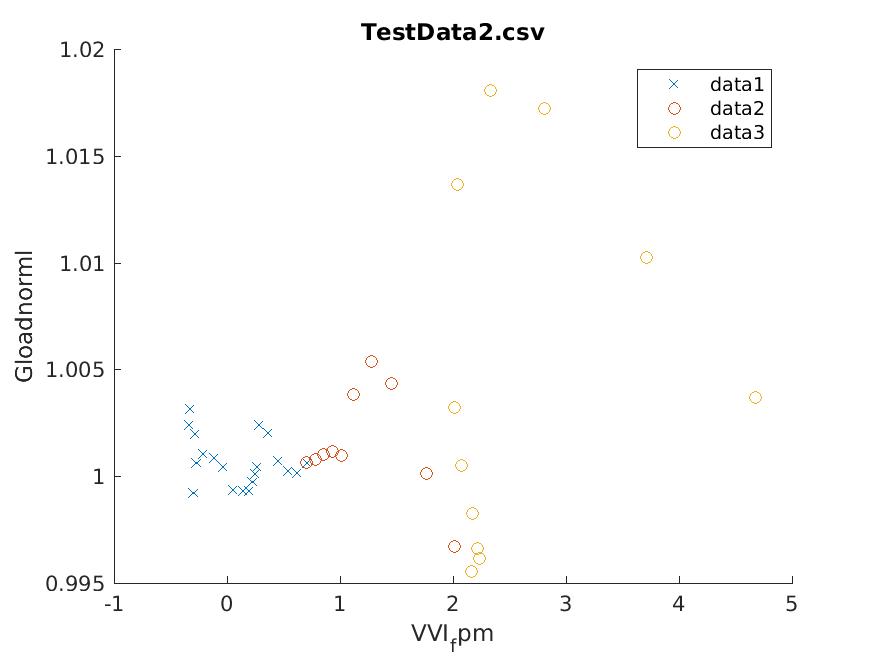 TestData2.csv
1.02
1.015
1.01
1.005
1
0.995
Gloadnorml
data1
data2
data3
-1 0 1 2 3 4 5
VVI_fpm